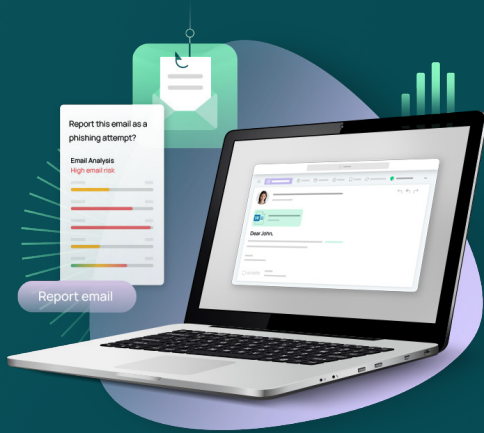 Report this email as a
phishing attempt?
Email Analysis
High email risk
Report email
Dear John,